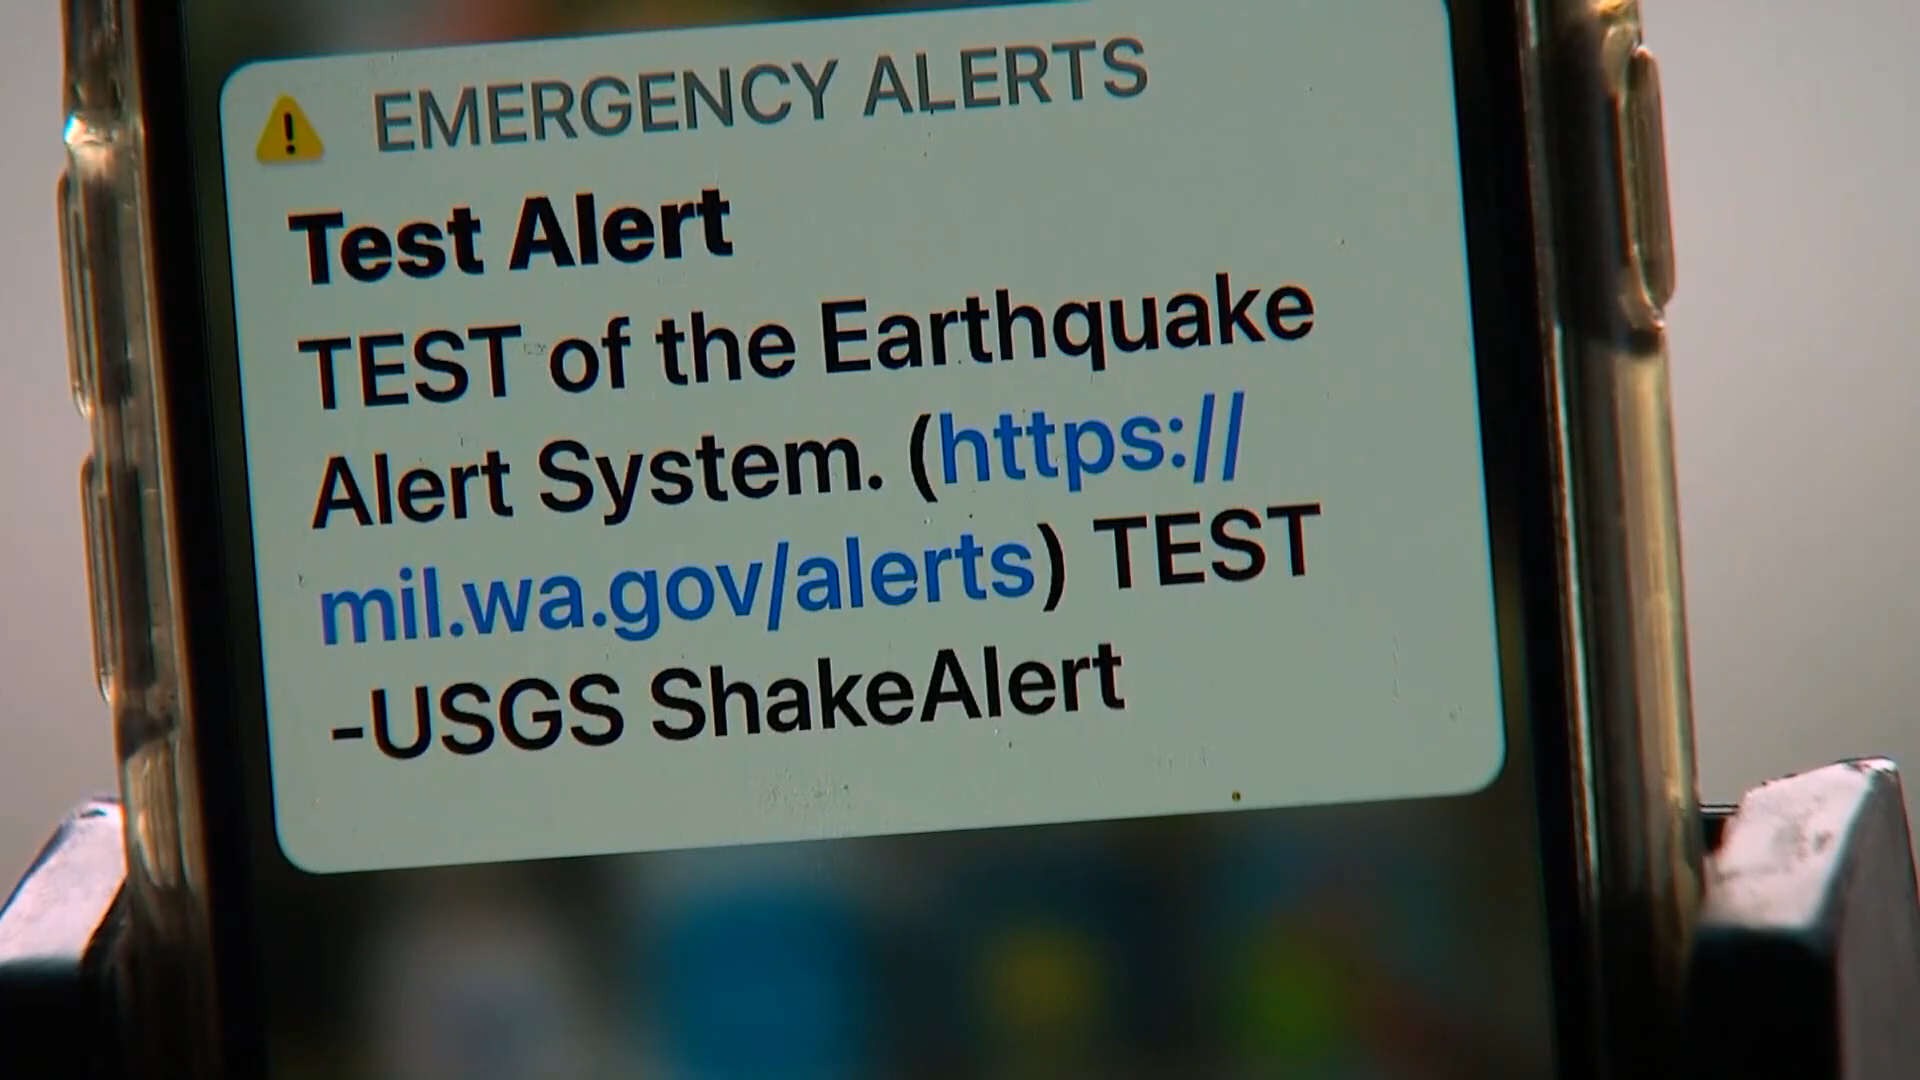 EMERGENCY ALERTS
Test Alert
TEST of the Earthquake
Alert System. (https://
mil.wa.gov/alerts) TEST
-USGS ShakeAlert